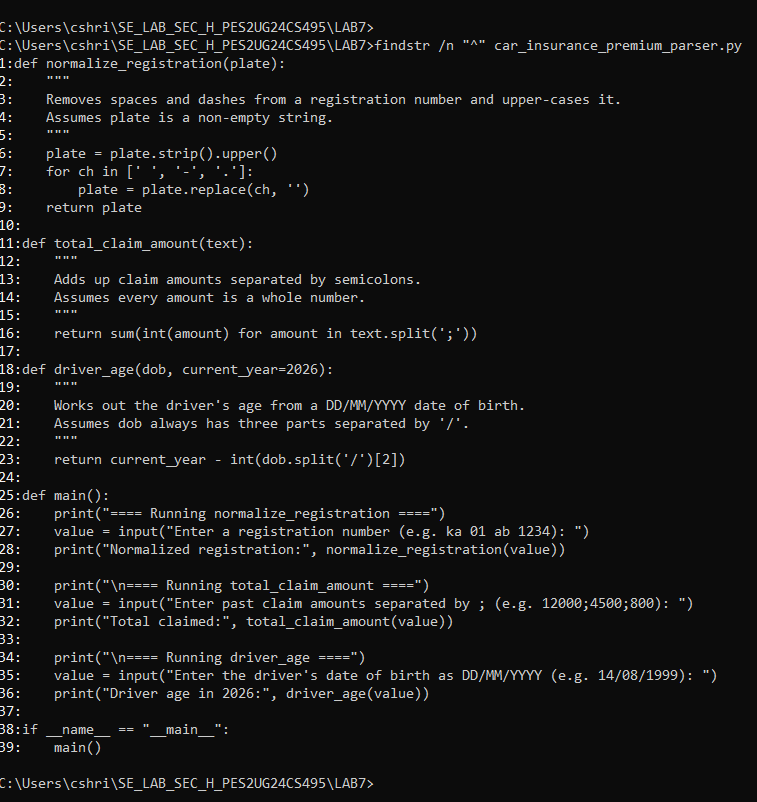 C:\Users\cshri\SE_LAB_SEC_H_PES2UG24CS495\LAB7>
C:\Users\cshri\SE_LAB_SEC_H_PES2UG24CS495\LAB7>findstr /n "^" car_insurance_premium_parser.py
1:def normalize_registration(plate):
2:    """
3:    Removes spaces and dashes from a registration number and upper-cases it.
4:    Assumes plate is a non-empty string.
5:    """
6:    plate = plate.strip().upper()
7:    for ch in [' ', '-', '.']:
8:        plate = plate.replace(ch, '')
9:    return plate
10:
11:def total_claim_amount(text):
12:    """
13:    Adds up claim amounts separated by semicolons.
14:    Assumes every amount is a whole number.
15:    """
16:    return sum(int(amount) for amount in text.split(';'))
17:
18:def driver_age(dob, current_year=2026):
19:    """
20:    Works out the driver's age from a DD/MM/YYYY date of birth.
21:    Assumes dob always has three parts separated by '/'.
22:    """
23:    return current_year - int(dob.split('/')[2])
24:
25:def main():
26:    print("==== Running normalize_registration ====")
27:    value = input("Enter a registration number (e.g. ka 01 ab 1234): ")
28:    print("Normalized registration:", normalize_registration(value))
29:
30:    print("\n==== Running total_claim_amount ====")
31:    value = input("Enter past claim amounts separated by ; (e.g. 12000;4500;800): ")
32:    print("Total claimed:", total_claim_amount(value))
33:
34:    print("\n==== Running driver_age ====")
35:    value = input("Enter the driver's date of birth as DD/MM/YYYY (e.g. 14/08/1999): ")
36:    print("Driver age in 2026:", driver_age(value))
37:
38:if __name__ == "__main__":
39:    main()
C:\Users\cshri\SE_LAB_SEC_H_PES2UG24CS495\LAB7>